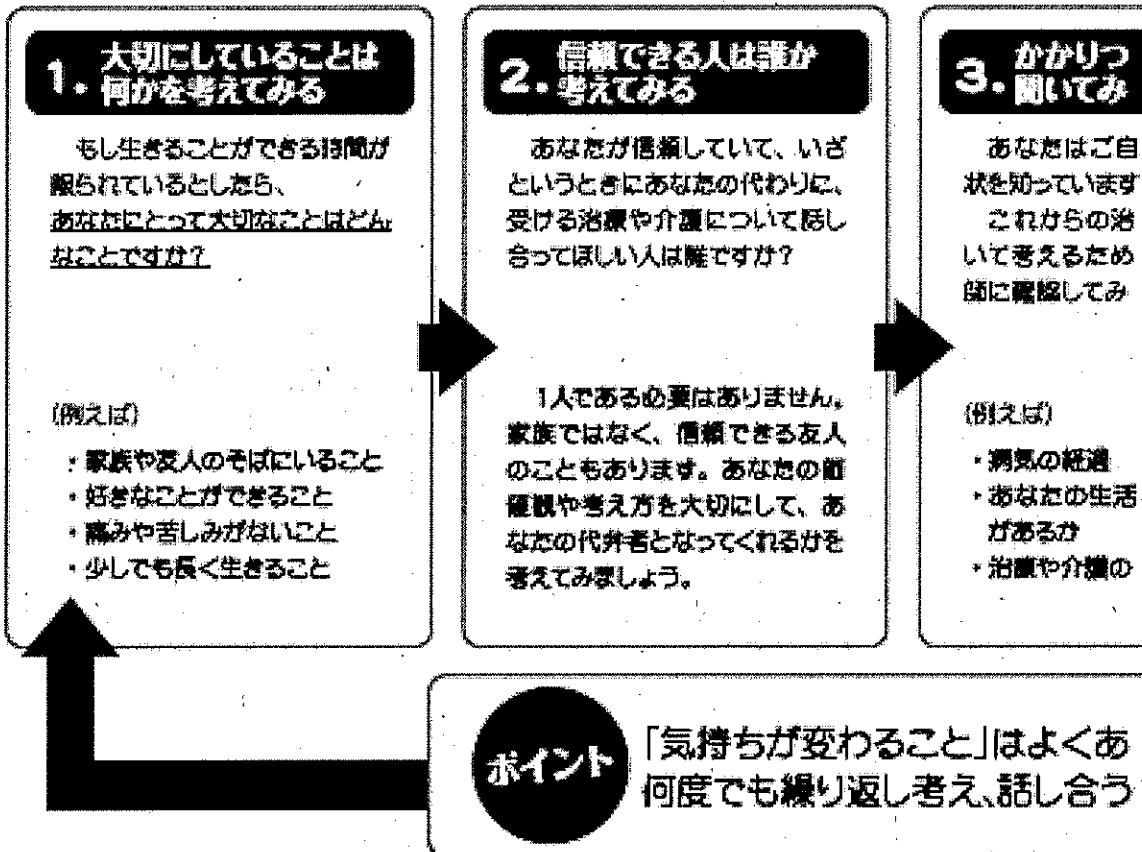 1. 大切にしていることは
何かを考えてみる
もし生きることができる時間が
限られているとしたら、
あなたにとって大切なことはどん
なことですか?
(例えば)
・家族や友人のそばにいること
・好きなことができること
・痛みや苦しみがないこと
・少しでも長く生きること
2. 信頼できる人は誰か
考えてみる
あなたが信頼していて、いざ
というときにあなたの代わりに、
受ける治療や介護について話し
合ってほしい人は誰ですか?
1人である必要はありません。
家族ではなく、信頼できる友人
のこともあります。あなたの価
値観や考え方を大切にして、あ
なたの代弁者となってくれるかを
考えてみましょう。
3. かかりつ
聞いてみ
あなたはご自
状を知っています
これからの治
いて考えるため
師に確認してみ
(例えば)
・病気の経過
・あなたの生活
があるか
・治療や介護の
ポイント
「気持ちが変わること」はよくあ
何度でも繰り返し考え、話し合う